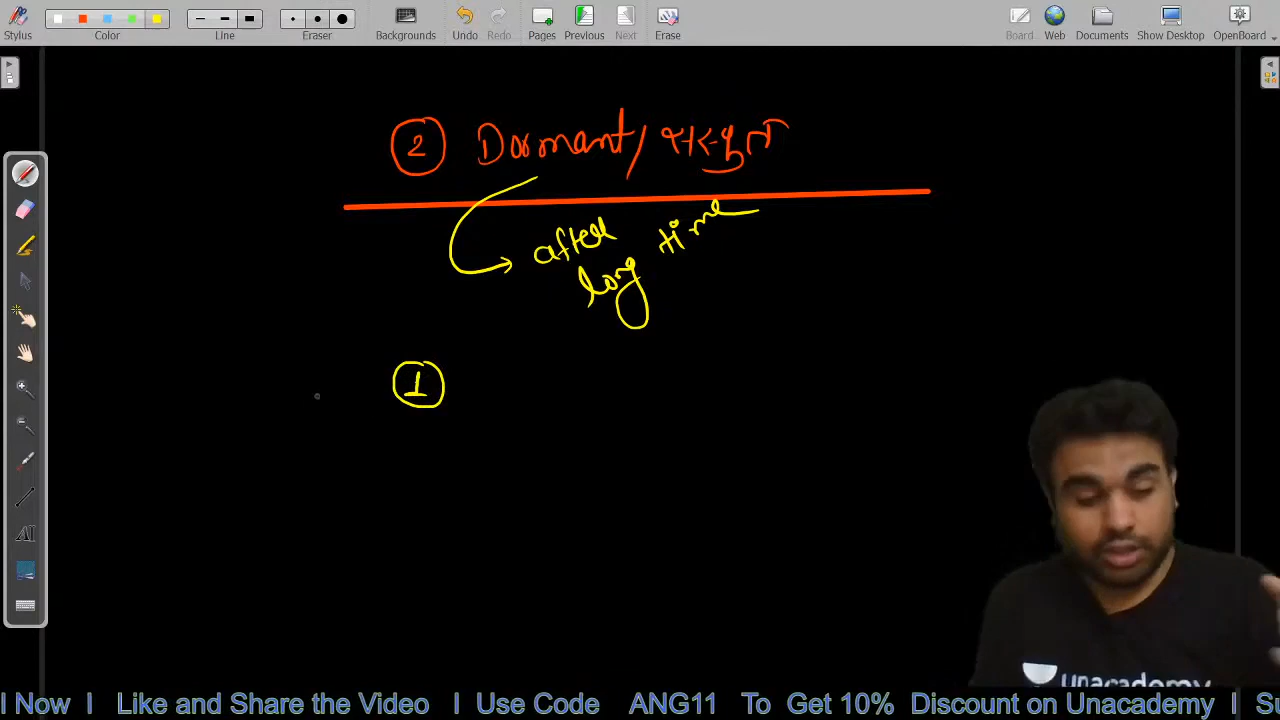 Stylus
Color
Line
Eraser
Backgrounds
Undo
Redo
Pages
Previous
Next
Erase
Board
Web
Documents
Show Desktop
OpenBoard
2 Dormant/
after
long time
1
unacademy
I Now I Like and Share the Video I Use Code ANG11 To Get 10% Discount on Unacademy I Su